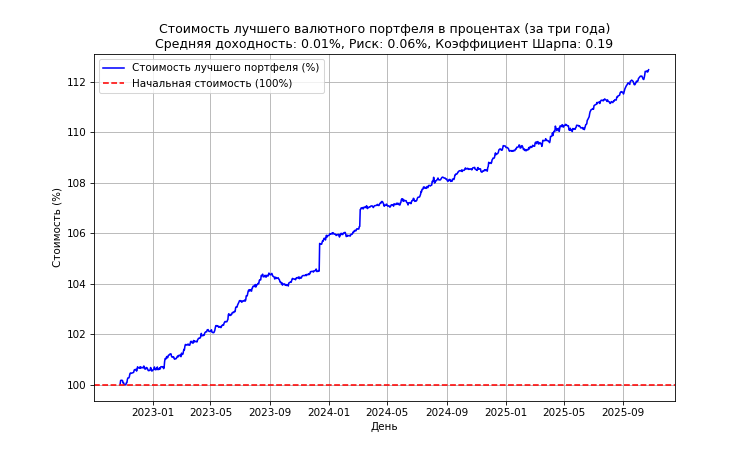 Стоимость лучшего валютного портфеля в процентах (за три года)
Средняя доходность: 0.01%, Риск: 0.06%, Коэффициент Шарпа: 0.19
Стоимость лучшего портфеля (%)
Начальная стоимость (100%)
Стоимость (%)
112
110
108
106
104
102
100
2023-01 2023-05 2023-09 2024-01 2024-05 2024-09 2025-01 2025-05 2025-09
День